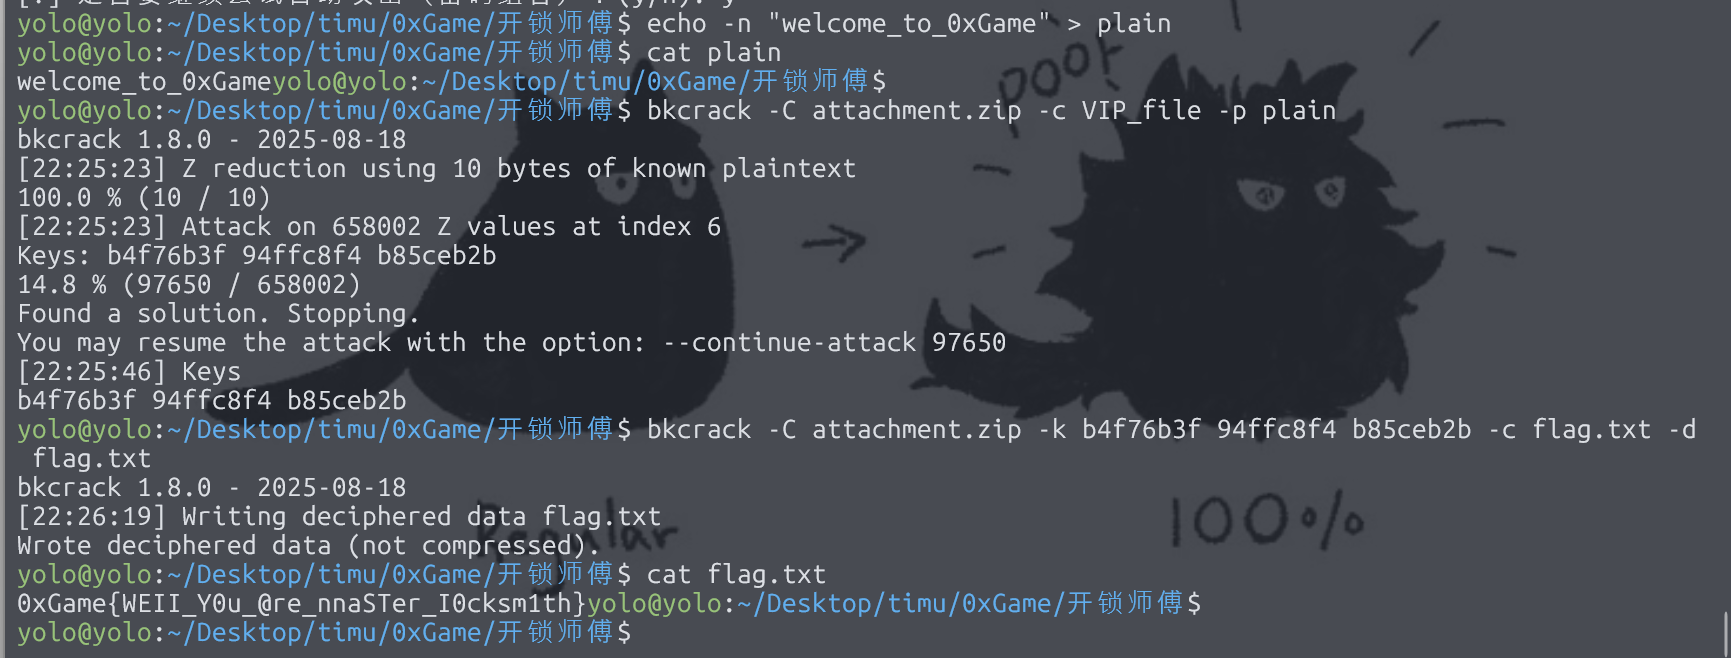 yolo@yolo:~/Desktop/timu/0xGame/开锁师傅$ echo -n "welcome_to_0xGame" > plain
yolo@yolo:~/Desktop/timu/0xGame/开锁师傅$ cat plain
welcome_to_0xGameyolo@yolo:~/Desktop/timu/0xGame/开锁师傅$
yolo@yolo:~/Desktop/timu/0xGame/开锁师傅$ bkcrack -C attachment.zip -c VIP_file -p plain
bkcrack 1.8.0 - 2025-08-18
[22:25:23] Z reduction using 10 bytes of known plaintext
100.0 % (10 / 10)
[22:25:23] Attack on 658002 Z values at index 6
Keys: b4f76b3f 94ffc8f4 b85ceb2b
14.8 % (97650 / 658002)
Found a solution. Stopping.
You may resume the attack with the option: --continue-attack 97650
[22:25:46] Keys
b4f76b3f 94ffc8f4 b85ceb2b
yolo@yolo:~/Desktop/timu/0xGame/开锁师傅$ bkcrack -C attachment.zip -k b4f76b3f 94ffc8f4 b85ceb2b -c flag.txt -d
flag.txt
bkcrack 1.8.0 - 2025-08-18
[22:26:19] Writing deciphered data flag.txt
Wrote deciphered data (not compressed).
yolo@yolo:~/Desktop/timu/0xGame/开锁师傅$ cat flag.txt
0xGame{WEII_Y0u_@re_nnaSTer_I0cksm1th}yolo@yolo:~/Desktop/timu/0xGame/开锁师傅$
yolo@yolo:~/Desktop/timu/0xGame/开锁师傅$
poof
Regular
100%